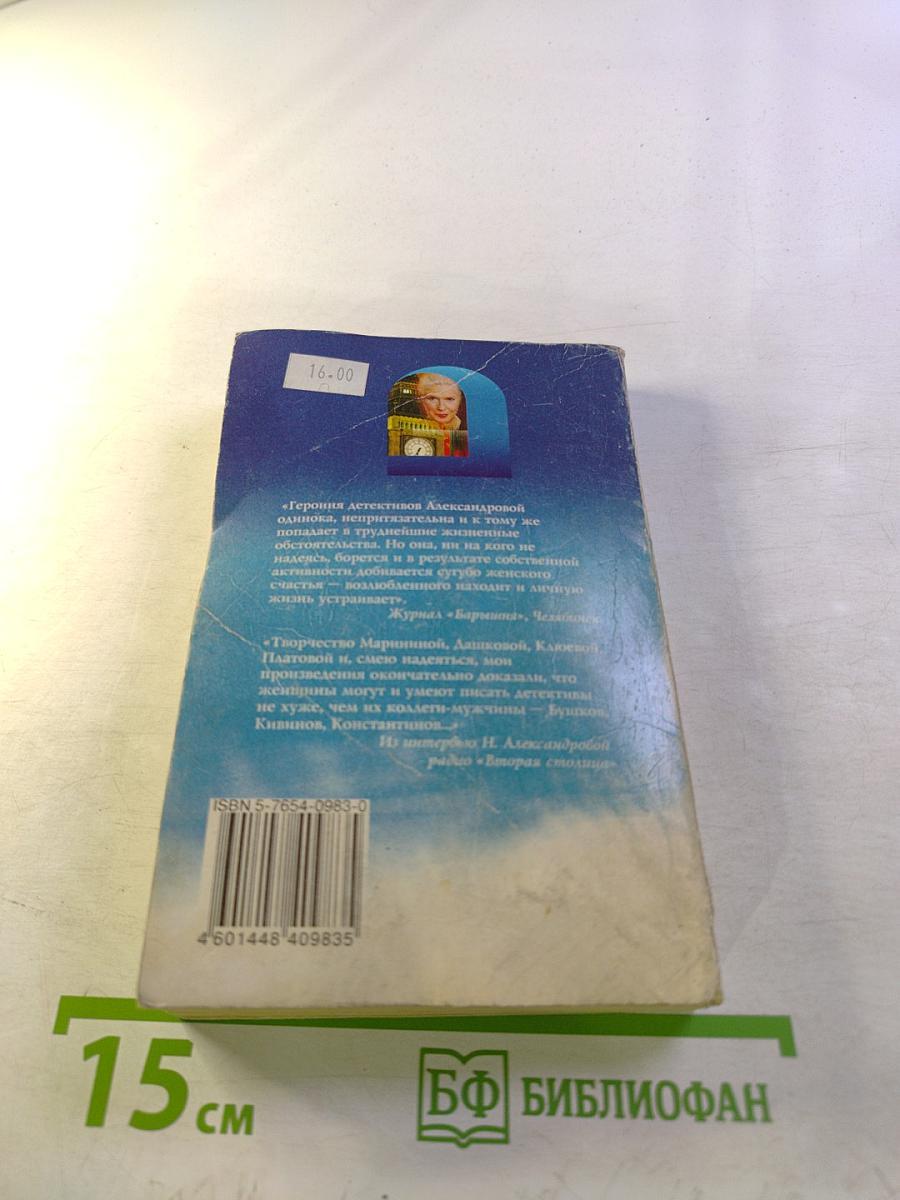 16-00
«Героиня детективов Александровой
одинока, непритязательна и к тому же
попадает в труднейшие жизненные
обстоятельства. Но она, ни на кого не
надеясь, борется и в результате собственной
активности добивается сугубо женского
счастья — возлюбленного находит и личную
жизнь устраивает».
Журнал «Барышня», Челябинск
«Творчество Марининой, Дашковой, Клюевой,
Платовой и, смею надеяться, мои
произведения окончательно доказали, что
женщины могут и умеют писать детективы
не хуже, чем их коллеги-мужчины — Бушков,
Кивинов, Константинов...»
Из интервью Н. Александровой
радио «Вторая столица»
ISBN 5-7654-0983-0
4 601448 409835
15 см
БФ БИБЛИОФАН